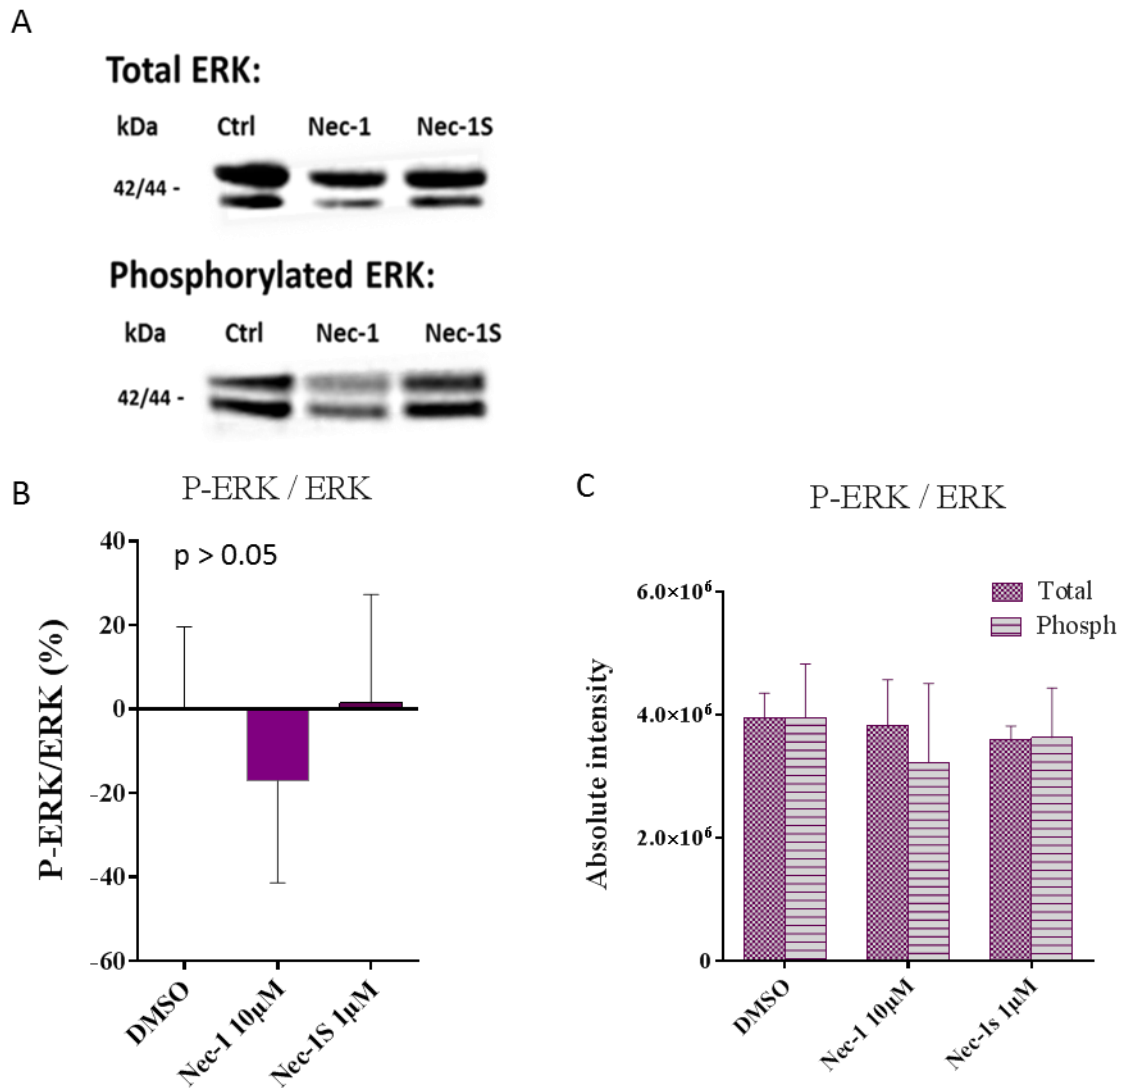 A
Total ERK:
kDa Ctrl Nec-1 Nec-1S
42/44 -
Phosphorylated ERK:
kDa Ctrl Nec-1 Nec-1S
42/44 -
B
P-ERK / ERK
p > 0.05
P-ERK/ERK (%)
40
20
0
-20
-40
-60
DMSO
Nec-1 10μM
Nec-1S 1μM
C
P-ERK / ERK
Total
Phosph
Absolute intensity
6.0×10⁶
4.0×10⁶
2.0×10⁶
0
DMSO
Nec-1 10μM
Nec-1s 1μM